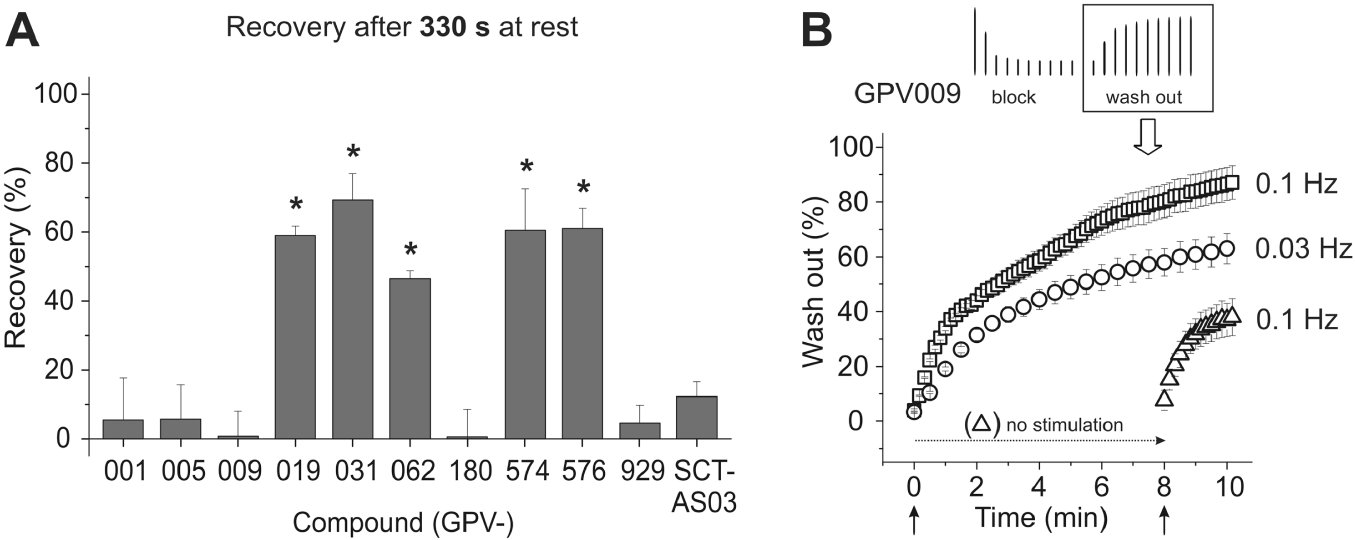 A
Recovery after 330 s at rest
Recovery (%)
100
80
60
40
20
0
*
*
*
*
*
001 005 009 019 031 062 180 574 576 929 SCT-
AS03
Compound (GPV-)
B
GPV009
block
wash out
Wash out (%)
100
80
60
40
20
0
0.1 Hz
0.03 Hz
0.1 Hz
(△) no stimulation
0 2 4 6 8 10
Time (min)